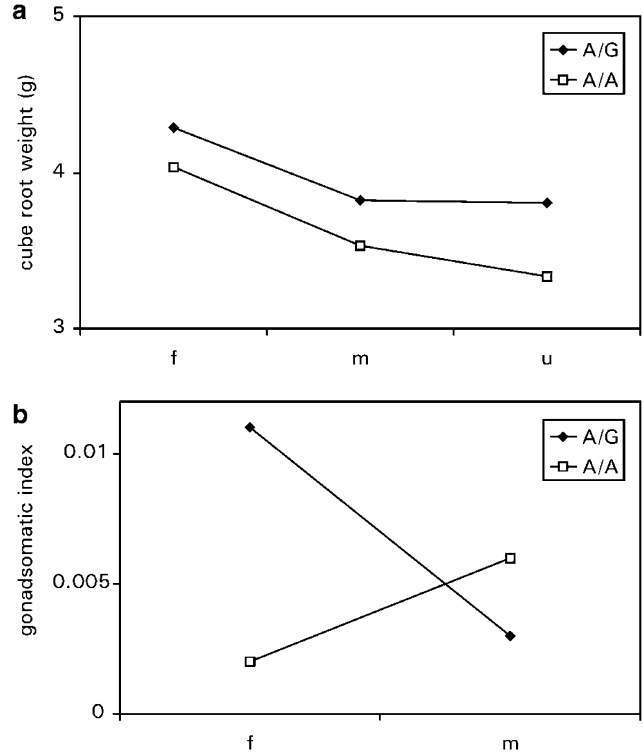 a
5
4
3
cube root weight (g)
A/G
A/A
f m u
b
0.01
0.005
0
gonadsomatic index
A/G
A/A
f m